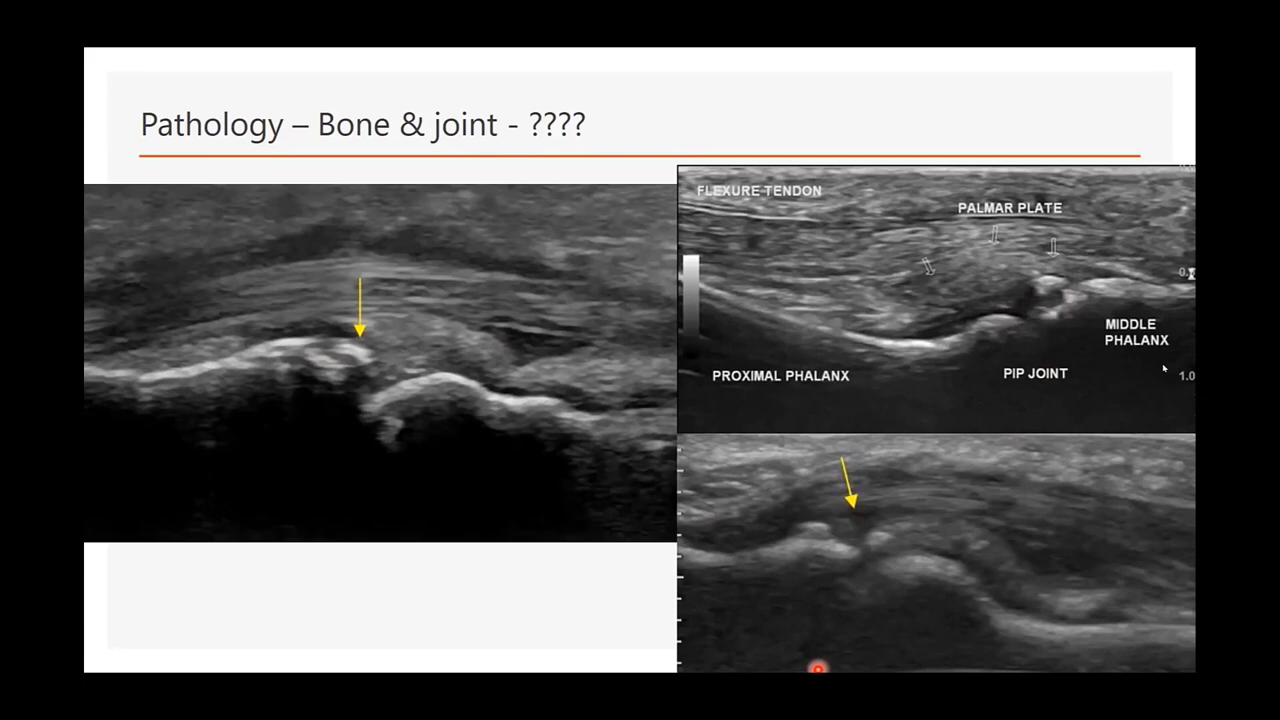 Pathology – Bone & joint - ????
FLEXURE TENDON
PALMAR PLATE
MIDDLE
PHALANX
PROXIMAL PHALANX
PIP JOINT
1.0